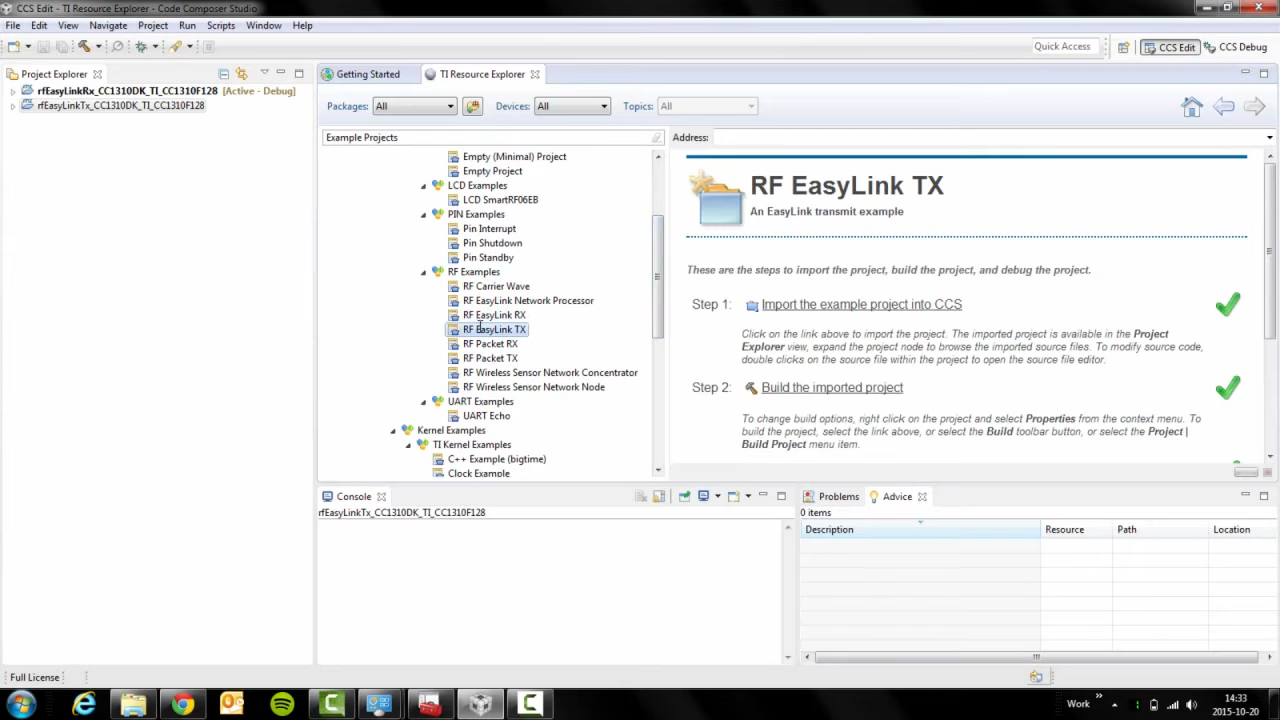 CCS Edit - TI Resource Explorer - Code Composer Studio
File Edit View Navigate Project Run Scripts Window Help
Quick Access CCS Edit CCS Debug
Project Explorer
rfEasyLinkRx_CC1310DK_TI_CC1310F128 [Active - Debug]
rfEasyLinkTx_CC1310DK_TI_CC1310F128
Getting Started TI Resource Explorer
Packages: All Devices: All Topics: All
Example Projects
Address:
Empty (Minimal) Project
Empty Project
LCD Examples
LCD SmartRF06EB
PIN Examples
Pin Interrupt
Pin Shutdown
Pin Standby
RF Examples
RF Carrier Wave
RF EasyLink Network Processor
RF EasyLink RX
RF EasyLink TX
RF Packet RX
RF Packet TX
RF Wireless Sensor Network Concentrator
RF Wireless Sensor Network Node
UART Examples
UART Echo
Kernel Examples
TI Kernel Examples
C++ Example (bigtime)
Clock Example
RF EasyLink TX
An EasyLink transmit example
These are the steps to import the project, build the project, and debug the project.
Step 1: Import the example project into CCS
Click on the link above to import the project. The imported project is available in the Project
Explorer view, expand the project node to browse the imported source files. To modify source code,
double clicks on the source file within the project to open the source file editor.
Step 2: Build the imported project
To change build options, right click on the project and select Properties from the context menu. To
build the project, select the link above, or select the Build toolbar button, or select the Project |
Build Project menu item.
Console
rfEasyLinkTx_CC1310DK_TI_CC1310F128
Problems Advice
0 items
Description Resource Path Location
Full License
Work
14:33
2015-10-20